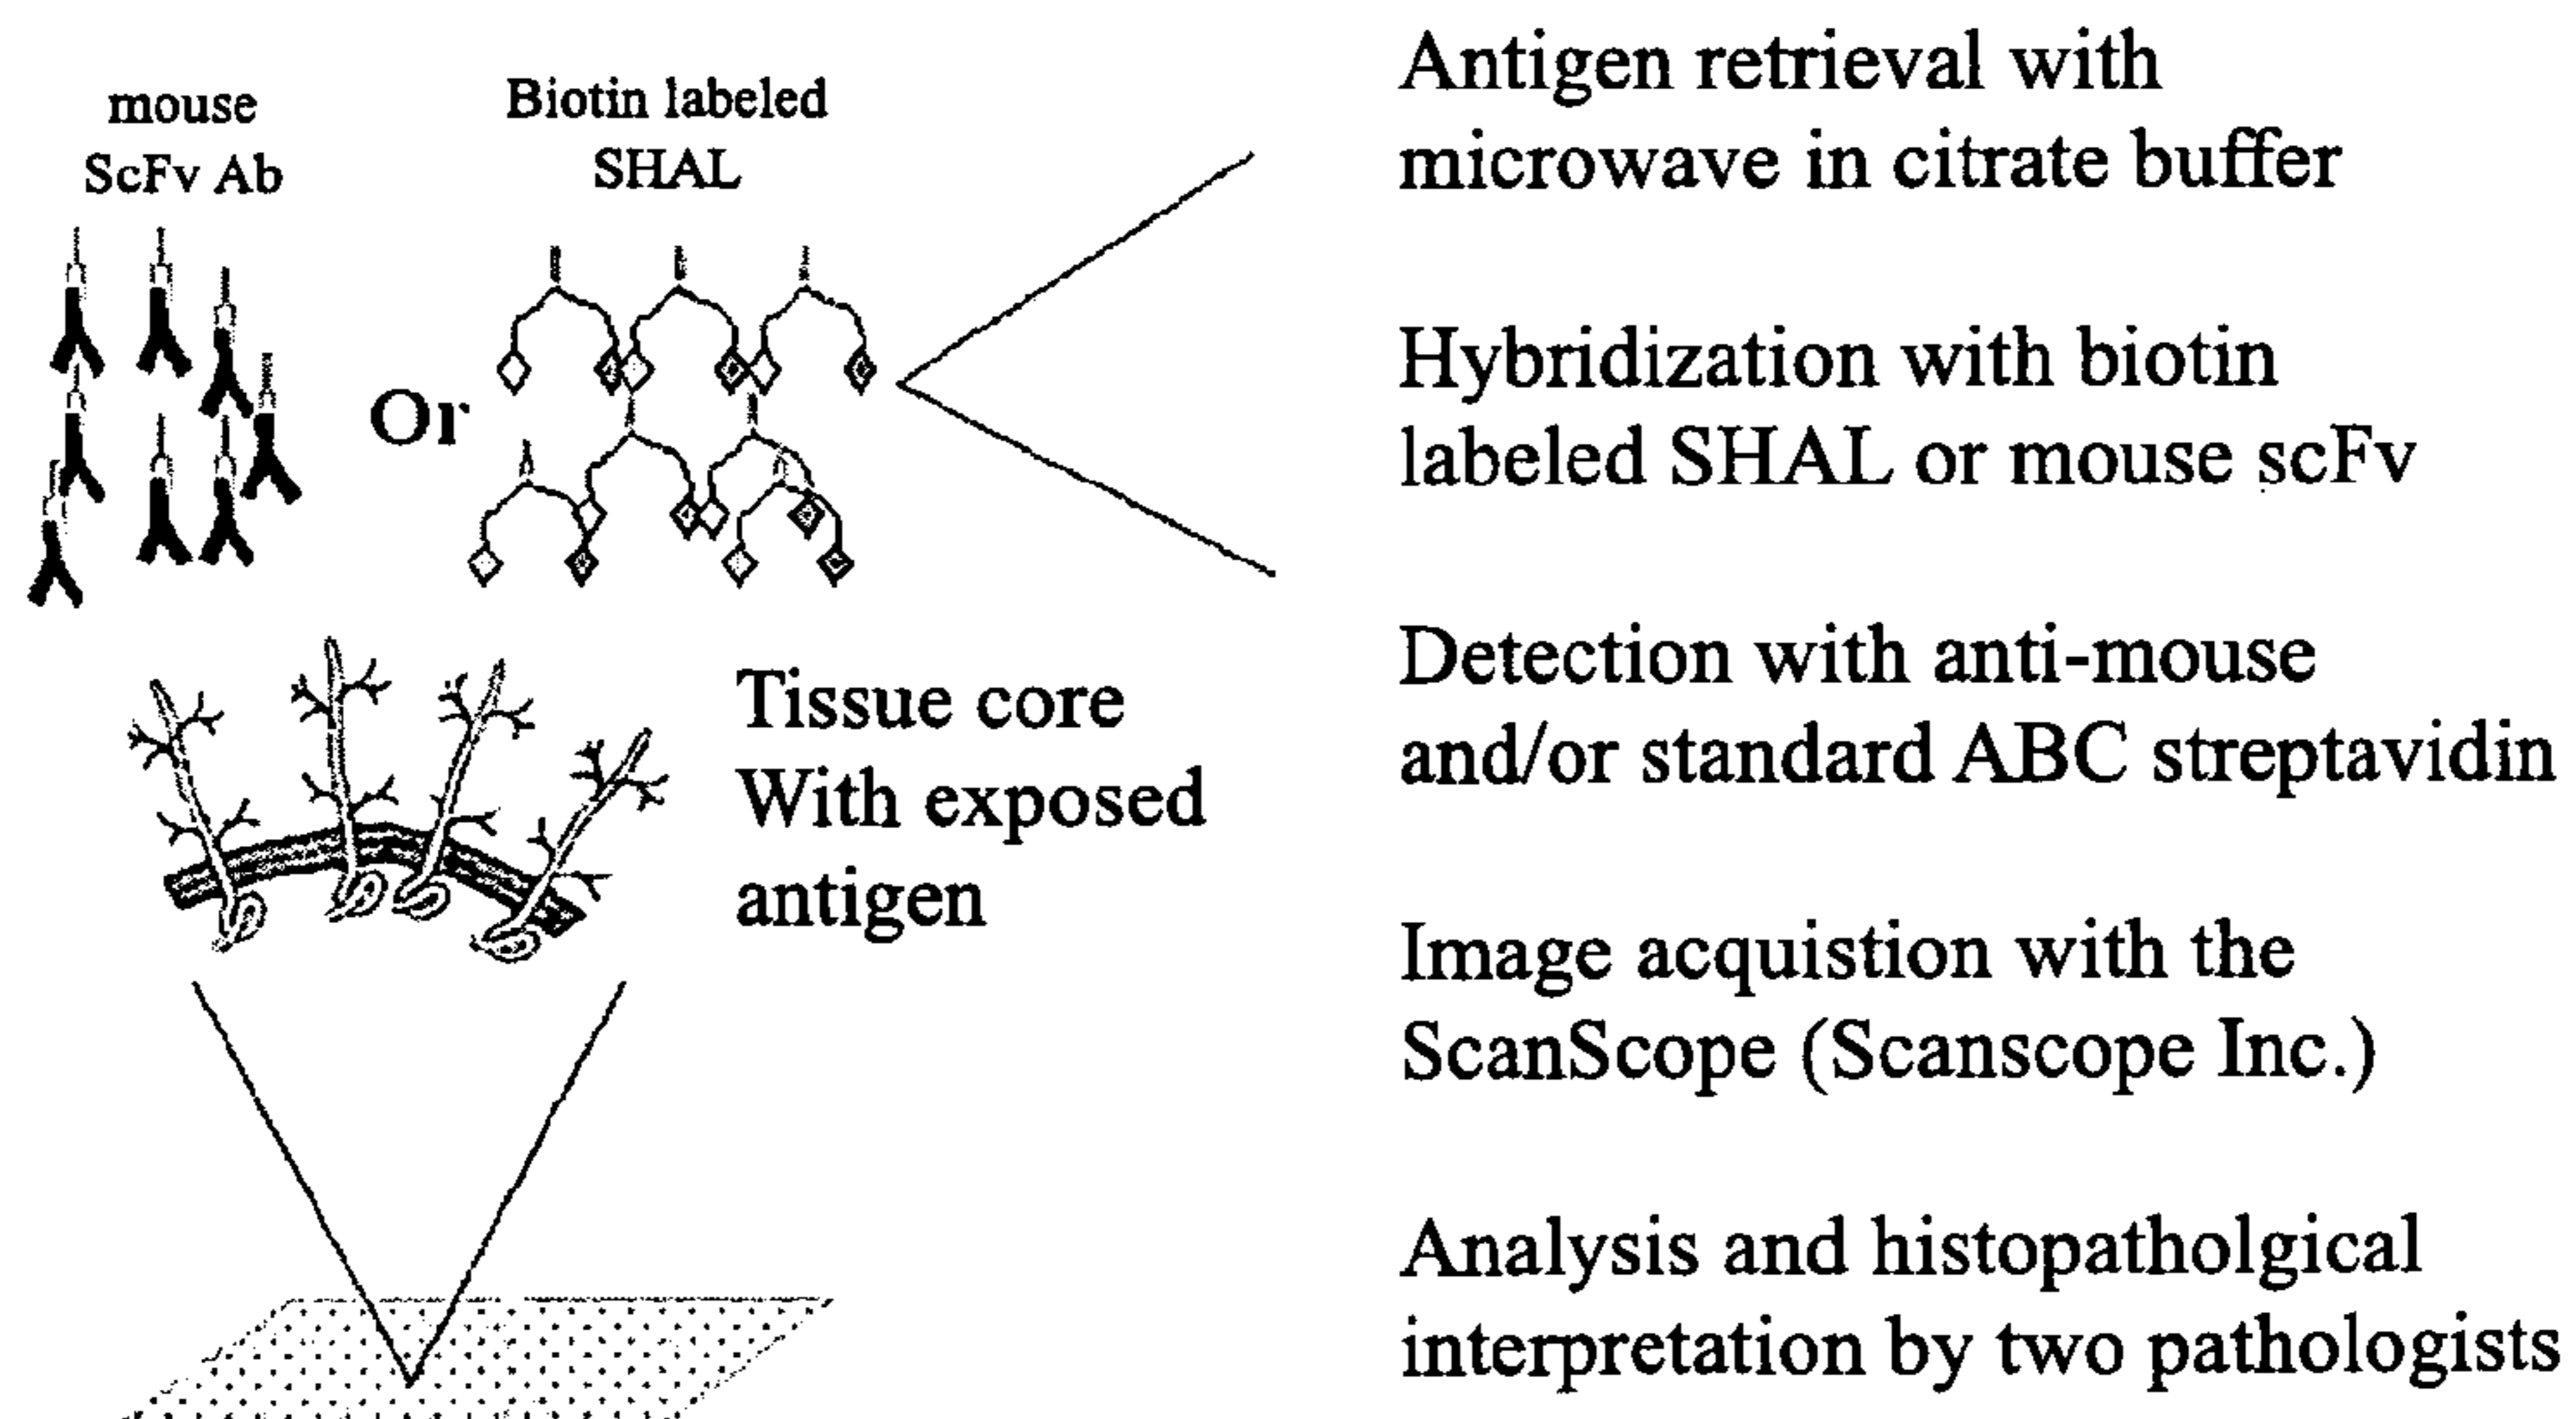 mouse
ScFv Ab
Biotin labeled
SHAL
Or
Tissue core
With exposed
antigen
Antigen retrieval with
microwave in citrate buffer
Hybridization with biotin
labeled SHAL or mouse scFv
Detection with anti-mouse
and/or standard ABC streptavidin
Image acquistion with the
ScanScope (Scanscope Inc.)
Analysis and histopatholgical
interpretation by two pathologists